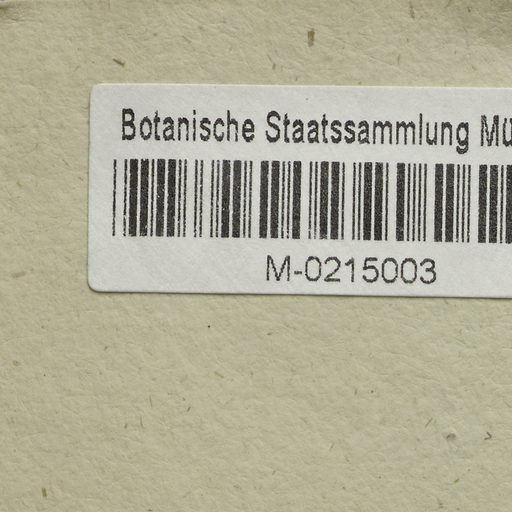 Botanische Staatssammlung Mü
M-0215003